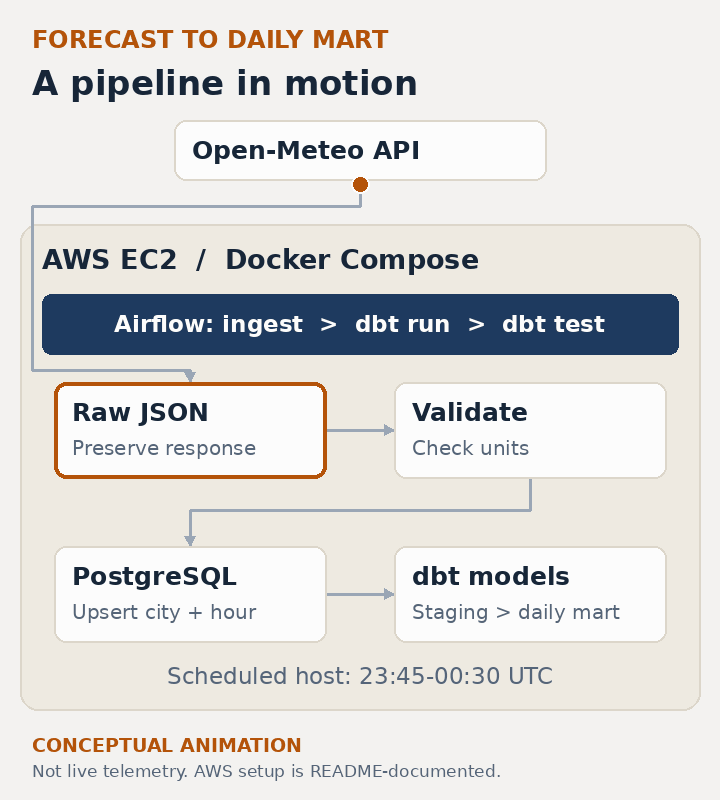 FORECAST TO DAILY MART
A pipeline in motion
Open-Meteo API
AWS EC2 / Docker Compose
Airflow: ingest > dbt run > dbt test
Raw JSON
Preserve response
Validate
Check units
PostgreSQL
Upsert city + hour
dbt models
Staging > daily mart
Scheduled host: 23:45-00:30 UTC
CONCEPTUAL ANIMATION
Not live telemetry. AWS setup is README-documented.